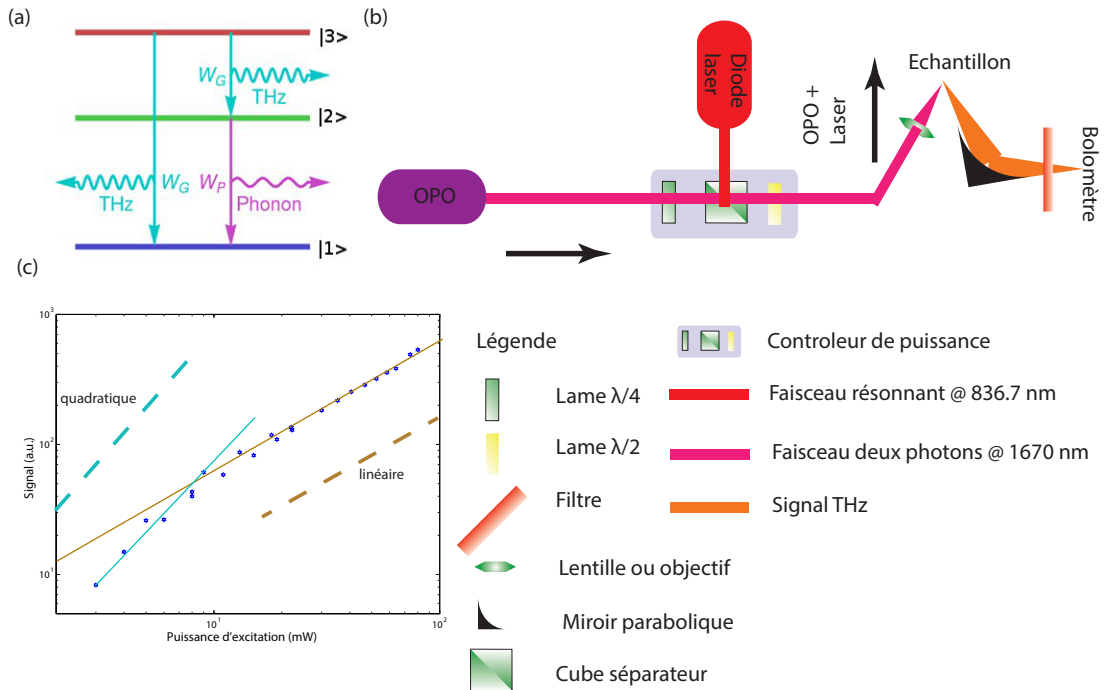 (a)
|3>
W_G
THz
|2>
THz
W_G
W_P
Phonon
|1>
(b)
Diode
laser
OPO
OPO +
Laser
Echantillon
Bolomètre
(c)
10³
10²
10¹
Signal (a.u.)
quadratique
linéaire
10¹
10²
Puissance d'excitation (mW)
Légende
Lame λ/4
Lame λ/2
Filtre
Lentille ou objectif
Miroir parabolique
Cube séparateur
Controleur de puissance
Faisceau résonnant @ 836.7 nm
Faisceau deux photons @ 1670 nm
Signal THz